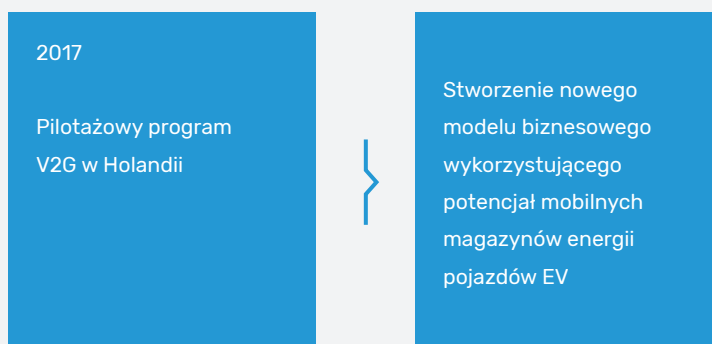 2017
Pilotażowy program
V2G w Holandii
Stworzenie nowego
modelu biznesowego
wykorzystującego
potencjał mobilnych
magazynów energii
pojazdów EV